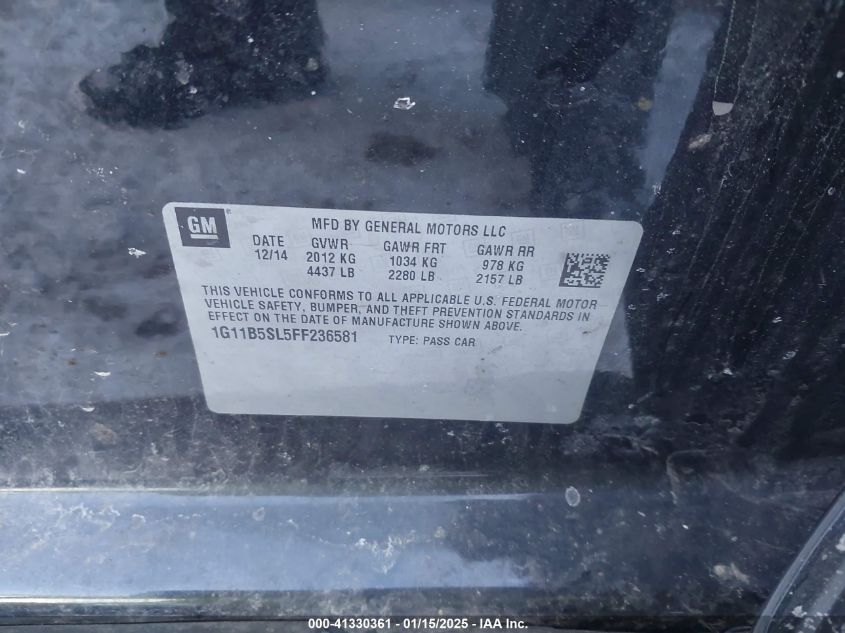 GM
MFD BY GENERAL MOTORS LLC
DATE GVWR GAWR FRT GAWR RR
12/14 2012 KG 1034 KG 978 KG
4437 LB 2280 LB 2157 LB
THIS VEHICLE CONFORMS TO ALL APPLICABLE U.S. FEDERAL MOTOR
VEHICLE SAFETY, BUMPER, AND THEFT PREVENTION STANDARDS IN
EFFECT ON THE DATE OF MANUFACTURE SHOWN ABOVE.
1G11B5SL5FF236581 TYPE: PASS CAR
000-41330361 - 01/15/2025 - IAA Inc.